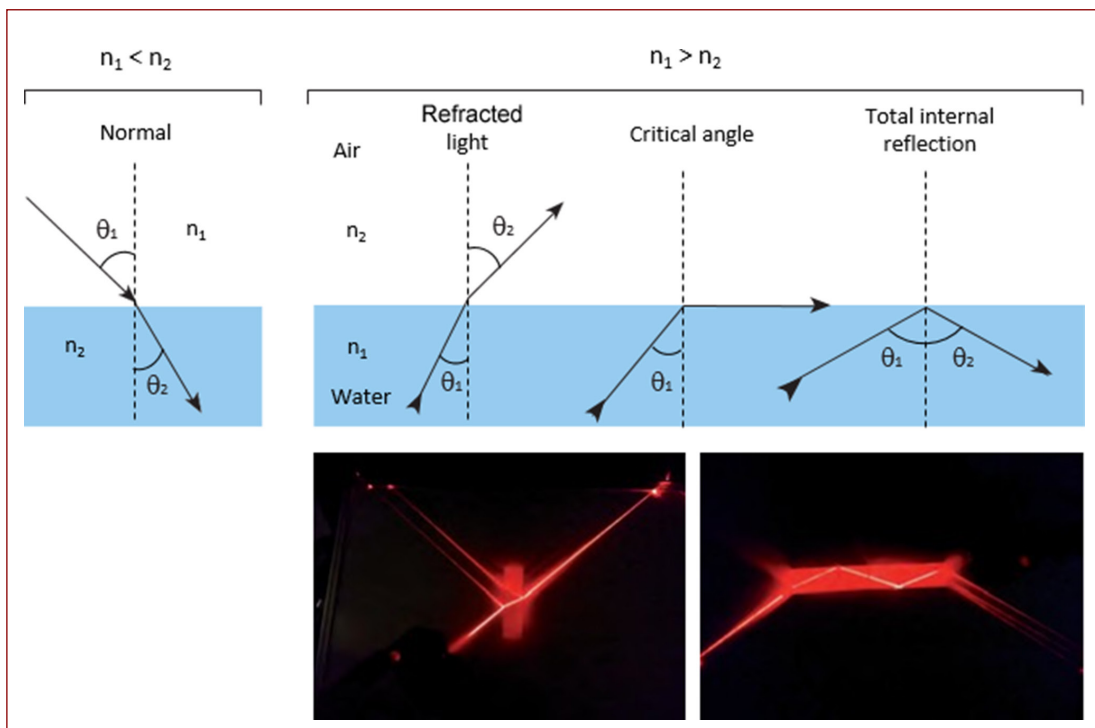 n₁ < n₂
n₁ > n₂
Normal
Refracted
light
Critical angle
Total internal
reflection
Air
θ₁
n₁
n₂
θ₂
n₂
θ₂
n₁
θ₁
Water
θ₁
θ₁
θ₂